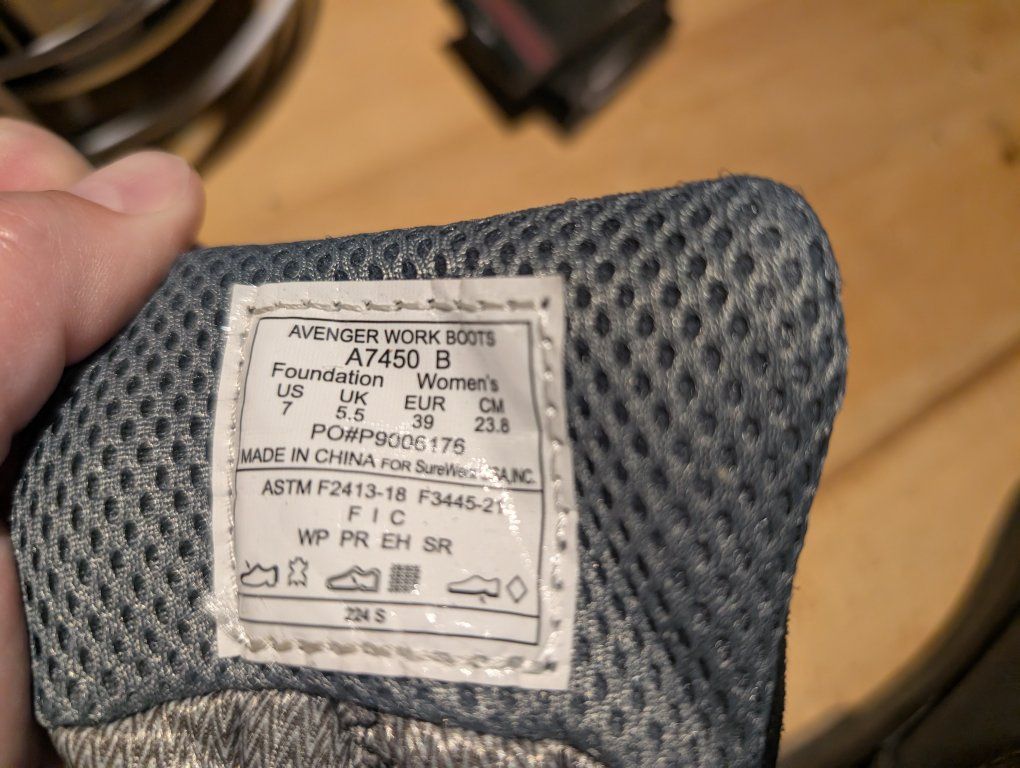 AVENGER WORK BOOTS
A7450 B
Foundation Women's
US UK EUR CM
7 5.5 39 23.8
PO#P9006176
MADE IN CHINA FOR SureWerx USA,INC.
ASTM F2413-18 F3445-21
F I C
WP PR EH SR
224 S